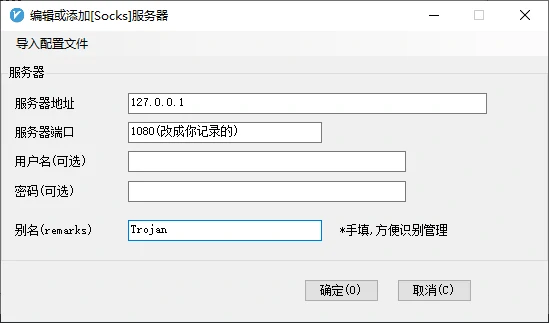 编辑或添加[Socks]服务器
导入配置文件
服务器
服务器地址 127.0.0.1
服务器端口 1080(改成你记录的)
用户名(可选)
密码(可选)
别名(remarks) Trojan *手填,方便识别管理
确定(O) 取消(C)